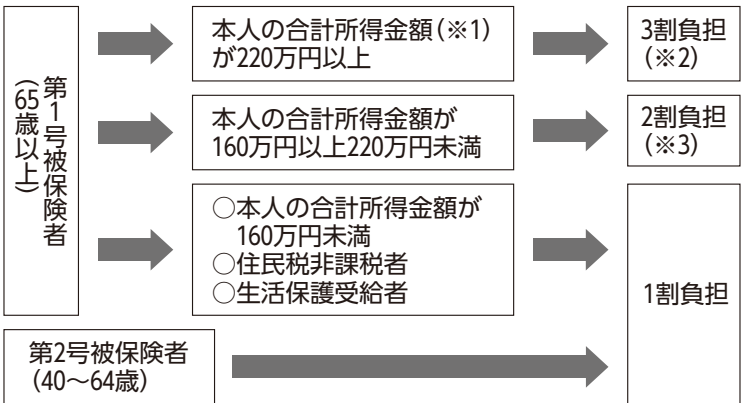 第1号被保険者
（65歳以上）
本人の合計所得金額（※1）
が220万円以上
3割負担
（※2）
本人の合計所得金額が
160万円以上220万円未満
2割負担
（※3）
○本人の合計所得金額が
160万円未満
○住民税非課税者
○生活保護受給者
1割負担
第2号被保険者
（40～64歳）